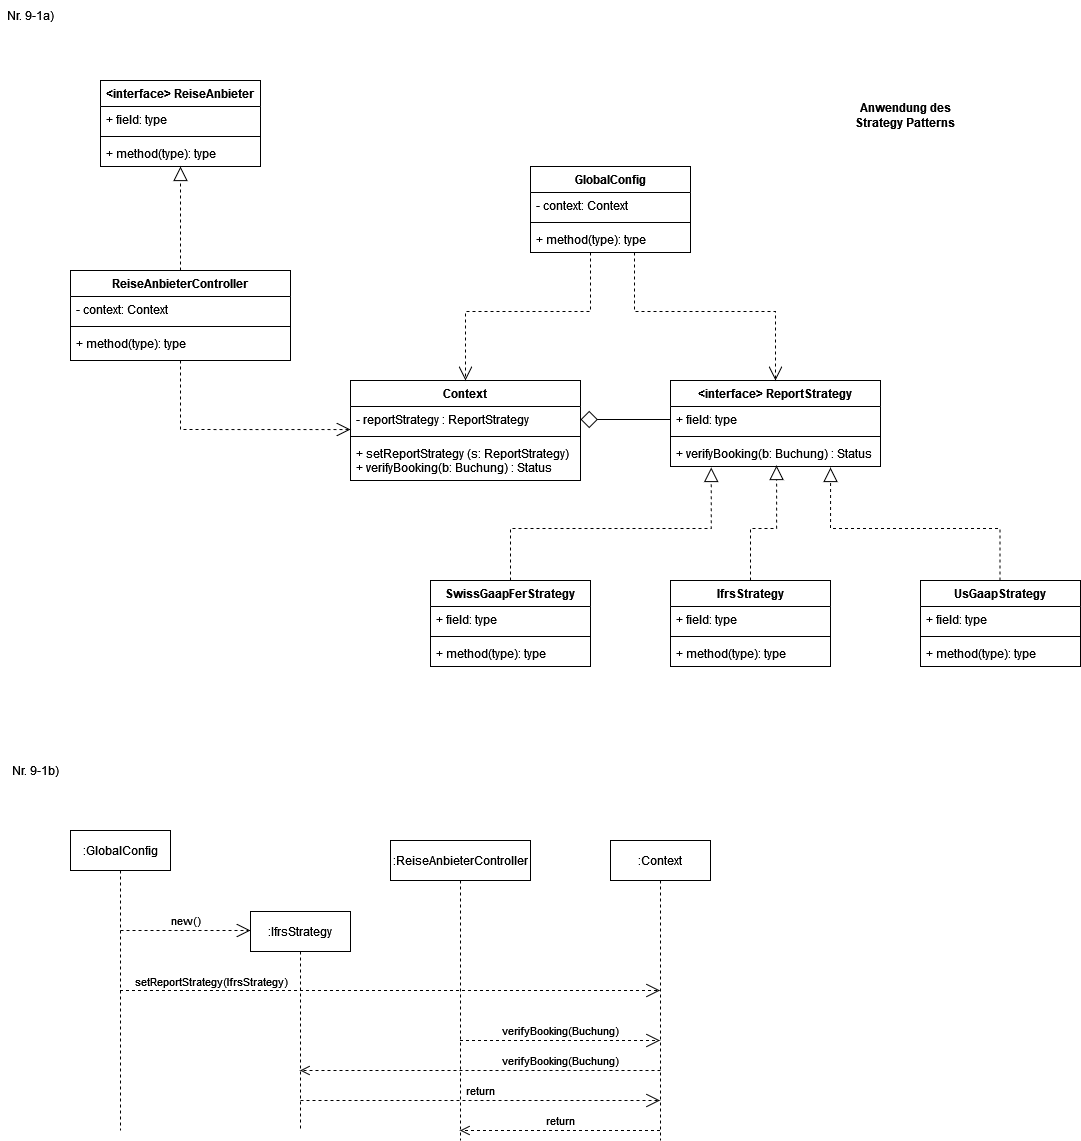 Nr. 9-1a)
<interface> ReiseAnbieter
+ field: type
+ method(type): type
Anwendung des
Strategy Patterns
GlobalConfig
- context: Context
+ method(type): type
ReiseAnbieterController
- context: Context
+ method(type): type
Context
- reportStrategy : ReportStrategy
+ setReportStrategy (s: ReportStrategy)
+ verifyBooking(b: Buchung) : Status
<interface> ReportStrategy
+ field: type
+ verifyBooking(b: Buchung) : Status
SwissGaapFerStrategy
+ field: type
+ method(type): type
IfrsStrategy
+ field: type
+ method(type): type
UsGaapStrategy
+ field: type
+ method(type): type
Nr. 9-1b)
:GlobalConfig
:ReiseAnbieterController
:Context
new()
:IfrsStrategy
setReportStrategy(IfrsStrategy)
verifyBooking(Buchung)
verifyBooking(Buchung)
return
return